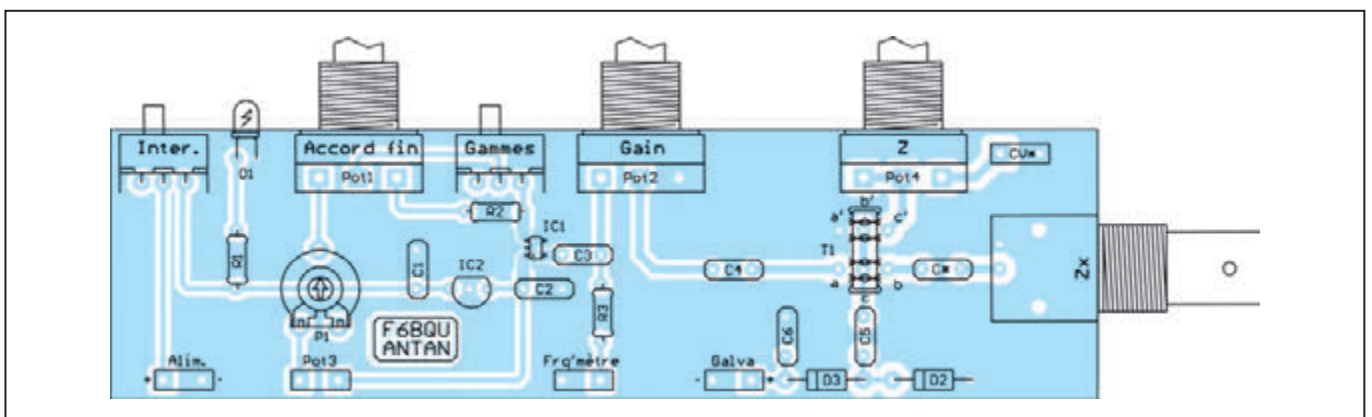 Inter.
Accord fin
Gammes
Gain
Z
CV*
D1
Pot1
Pot2
Pot4
b'
R2
a'
c'
IC1
T1
R1
C1
IC2
C3
C2
C4
C*
a
b
c
Zx
P1
F6BQU
ANTAN
R3
C6
C5
Alim.
Pot3
Frq'mètre
Galva
+
-
-
+
D3
D2